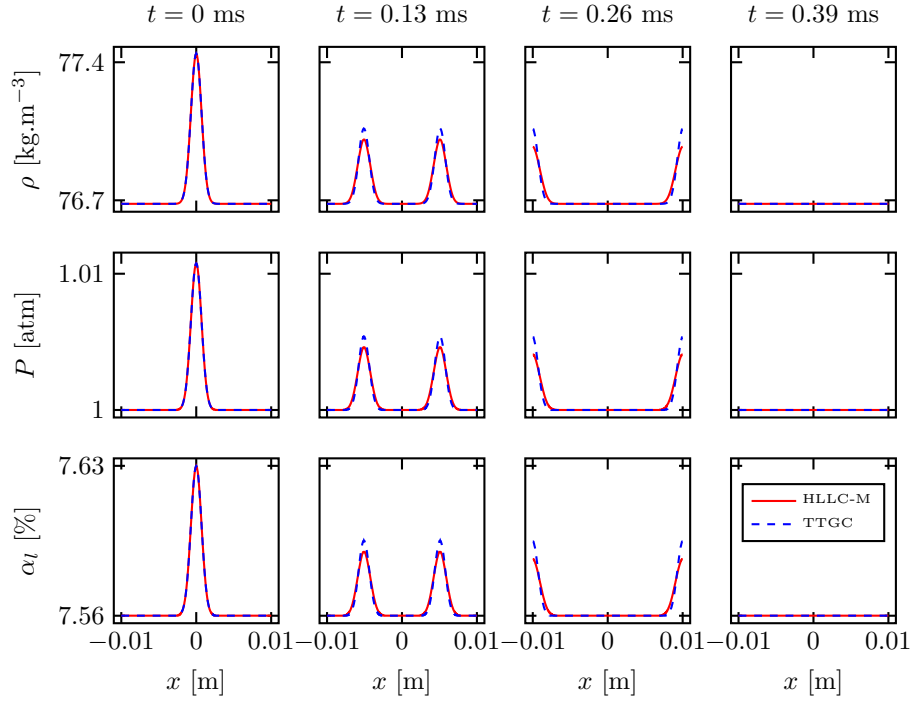 t = 0 ms t = 0.13 ms t = 0.26 ms t = 0.39 ms
77.4
ρ [kg.m−3]
76.7
1.01
P [atm]
1
7.63
αl [%]
7.56
HLLC-M
TTGC
−0.01 0 0.01 −0.01 0 0.01 −0.01 0 0.01 −0.01 0 0.01
x [m] x [m] x [m] x [m]